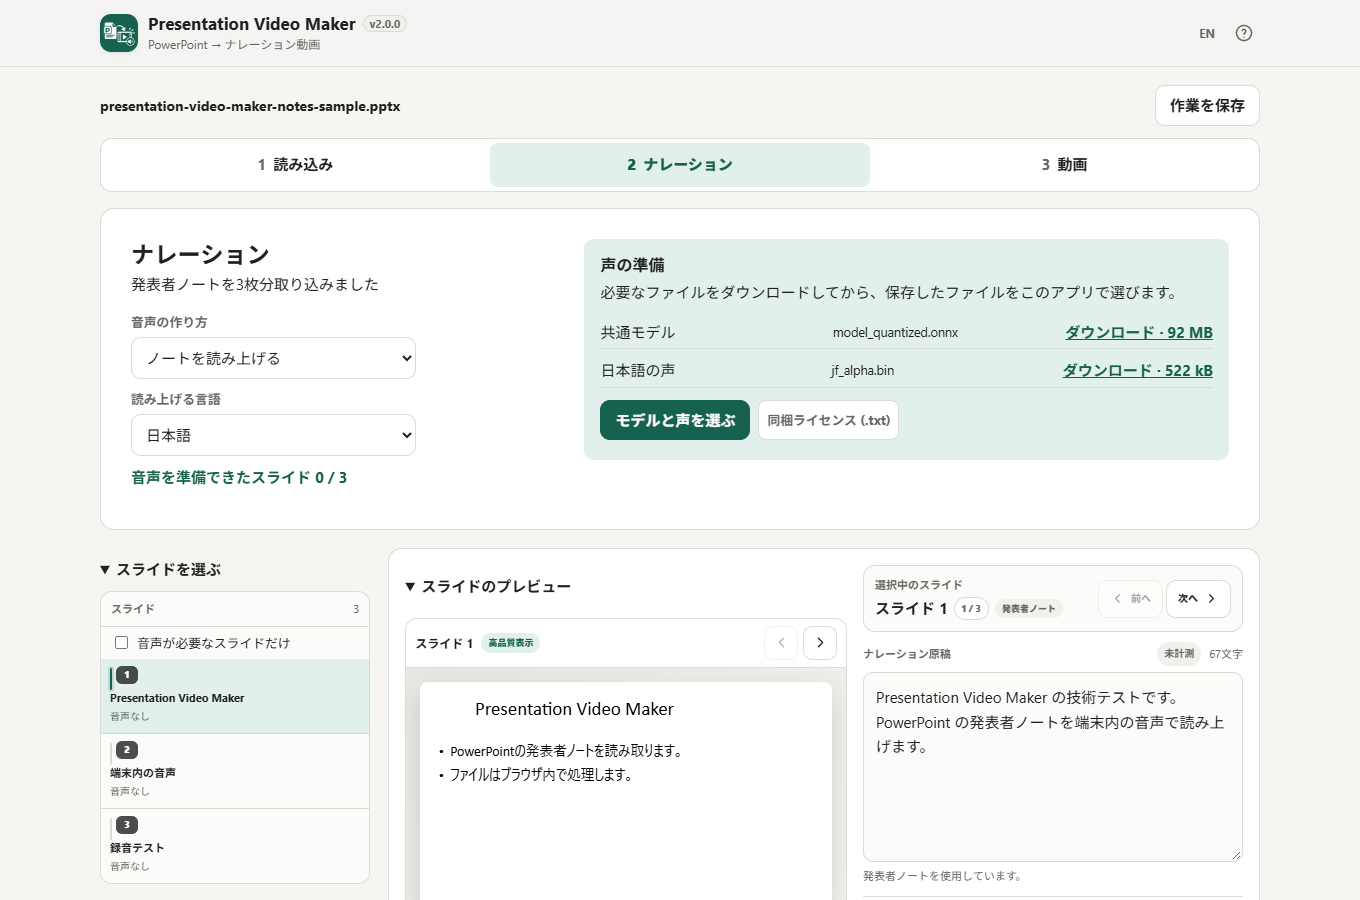 Presentation Video Maker v2.0.0
PowerPoint → ナレーション動画
EN
presentation-video-maker-notes-sample.pptx
作業を保存
1 読み込み
2 ナレーション
3 動画
ナレーション
発表者ノートを3枚分取り込みました
音声の作り方
ノートを読み上げる
読み上げる言語
日本語
音声を準備できたスライド 0 / 3
声の準備
必要なファイルをダウンロードしてから、保存したファイルをこのアプリで選びます。
共通モデル model_quantized.onnx ダウンロード · 92 MB
日本語の声 jf_alpha.bin ダウンロード · 522 kB
モデルと声を選ぶ 同梱ライセンス (.txt)
▼ スライドを選ぶ
スライド 3
音声が必要なスライドだけ
1
Presentation Video Maker
音声なし
2
端末内の音声
音声なし
3
録音テスト
音声なし
▼ スライドのプレビュー
スライド 1 高品質表示
Presentation Video Maker
• PowerPointの発表者ノートを読み取ります。
• ファイルはブラウザ内で処理します。
選択中のスライド
スライド 1 1 / 3 発表者ノート
前へ
次へ
ナレーション原稿 未計測 67文字
Presentation Video Maker の技術テストです。
PowerPoint の発表者ノートを端末内の音声で読み上
げます。
発表者ノートを使用しています。